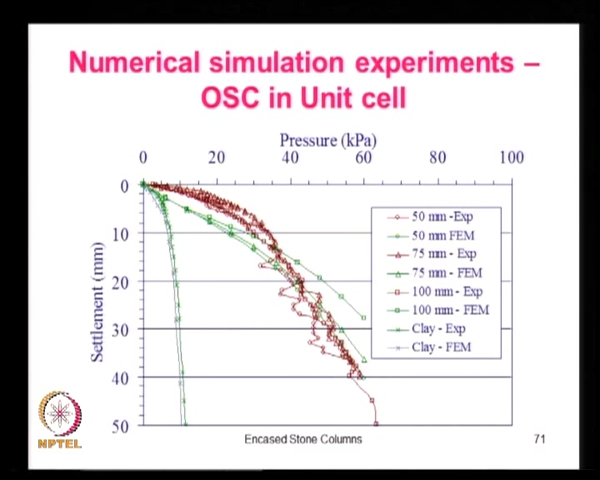 Numerical simulation experiments –
OSC in Unit cell
Pressure (kPa)
0 20 40 60 80 100
0
10
20
30
40
50
Settlement (mm)
50 mm -Exp
50 mm FEM
75 mm - Exp
75 mm - FEM
100 mm - Exp
100 mm - FEM
Clay - Exp
Clay - FEM
NPTEL
Encased Stone Columns
71